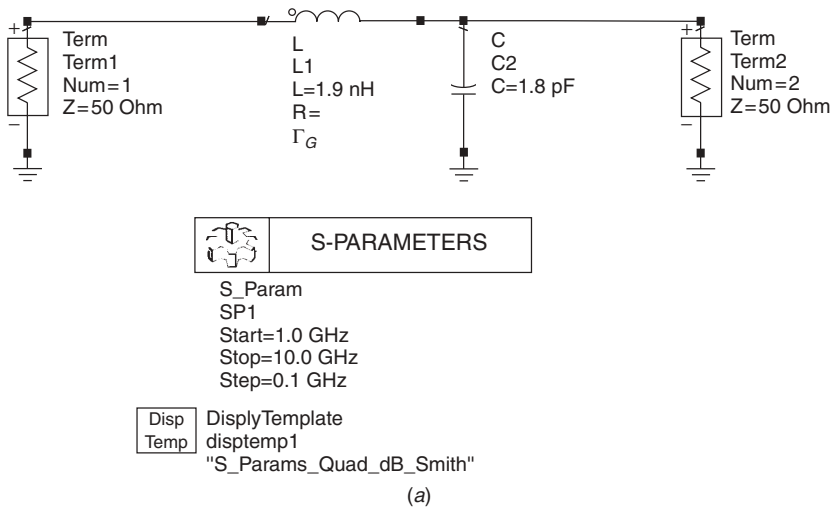 +
Term
Term1
Num=1
Z=50 Ohm
−
L
L1
L=1.9 nH
R=
Γ_G
C
C2
C=1.8 pF
+
Term
Term2
Num=2
Z=50 Ohm
−
S-PARAMETERS
S_Param
SP1
Start=1.0 GHz
Stop=10.0 GHz
Step=0.1 GHz
Disp
Temp
DisplyTemplate
disptemp1
"S_Params_Quad_dB_Smith"
(a)